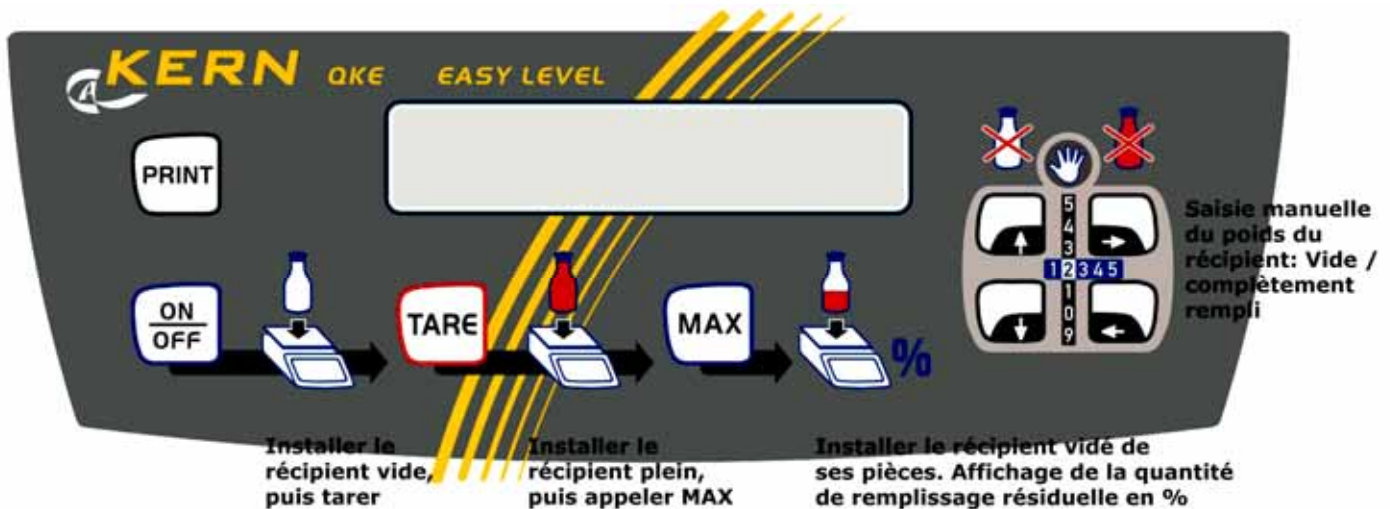 KERN QKE EASY LEVEL
PRINT
5
4
3
1 2 3 4 5
1
0
9
Saisie manuelle
du poids du
récipient: Vide /
complètement
rempli
ON
OFF
TARE
MAX
%
Installer le
récipient vide,
puis tarer
Installer le
récipient plein,
puis appeler MAX
Installer le récipient vidé de
ses pièces. Affichage de la quantité
de remplissage résiduelle en %